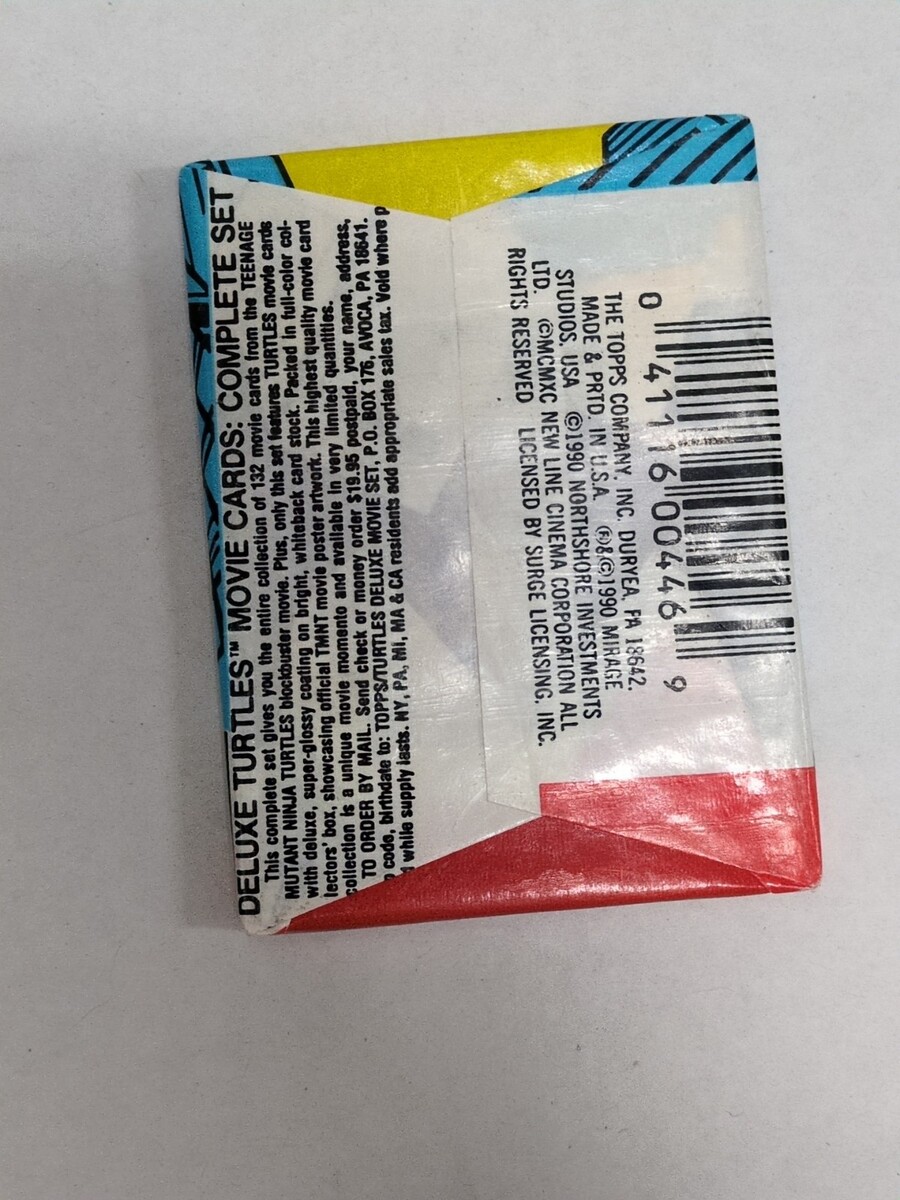 DELUXE TURTLES™ MOVIE CARDS: COMPLETE SET
This complete set gives you the entire collection of 132 movie cards from the TEENAGE
MUTANT NINJA TURTLES blockbuster movie. Plus, only this set features TURTLES movie cards
with deluxe, super-glossy coating on bright, whiteback card stock. Packed in full-color col-
lectors' box, showcasing official TMNT movie poster artwork. This highest quality movie card
collection is a unique movie momento and available in very limited quantities.
TO ORDER BY MAIL. Send check or money order $19.95 postpaid, your name, address,
code, birthdate to: TOPPS/TURTLES DELUXE MOVIE SET, P.O. BOX 176, AVOCA, PA 18641.
while supply lasts. NY, PA, MI, MA & CA residents add appropriate sales tax. Void where p
0 41116 00446 9
THE TOPPS COMPANY, INC. DURYEA, PA 18642.
MADE & PRTD. IN U.S.A. ®&©1990 MIRAGE
STUDIOS, USA ©1990 NORTHSHORE INVESTMENTS
LTD. ©MCMXC NEW LINE CINEMA CORPORATION ALL
RIGHTS RESERVED LICENSED BY SURGE LICENSING, INC.